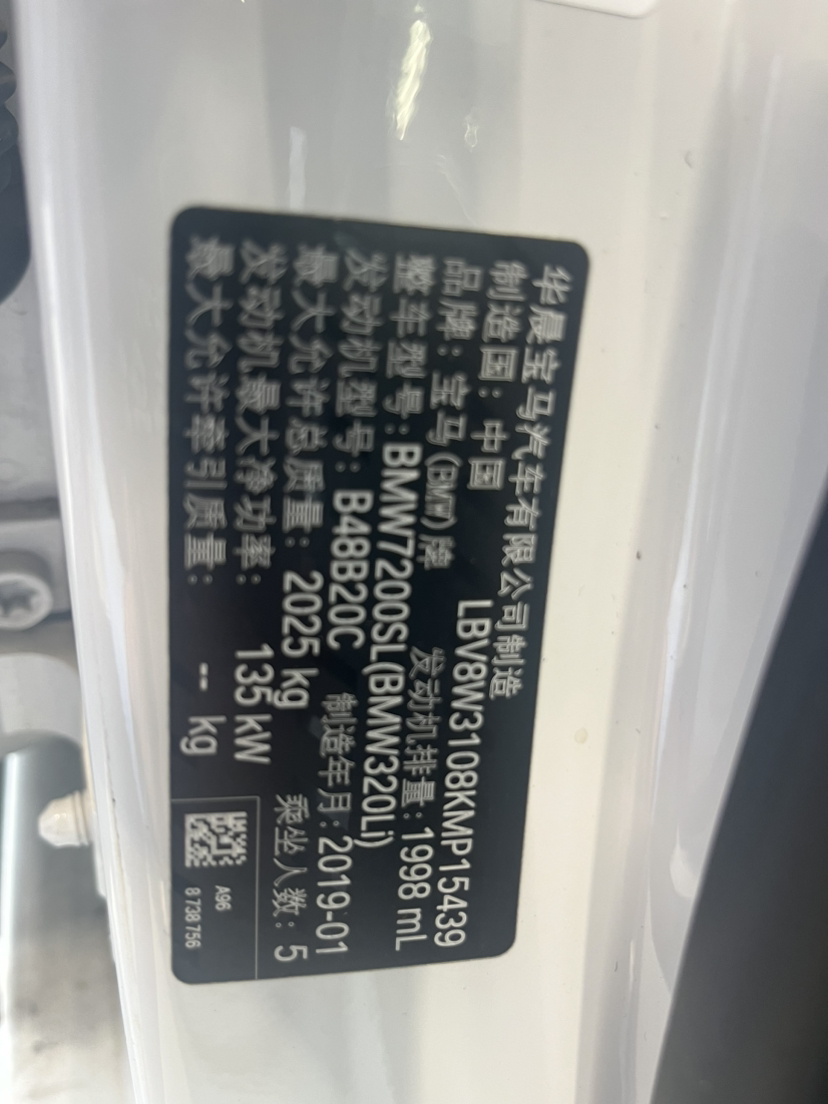 华晨宝马汽车有限公司制造
制造国：中国 LBV8W3108KMP15439
品牌：宝马(BMW)牌 发动机排量：1998 mL
整车型号：BMW7200SL(BMW320Li)
发动机型号：B48B20C 制造年月：2019-01
最大允许总质量：2025 kg 乘坐人数：5
发动机最大净功率：135 kW
最大允许牵引质量：-- kg
A96
8 738 756